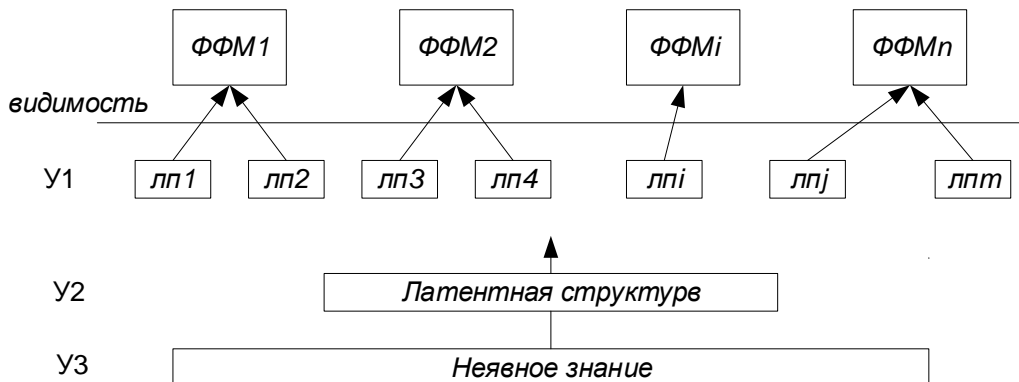 ФФМ1 ФФМ2 ФФМi ФФМn
видимость
У1 лп1 лп2 лп3 лп4 лпi лпj лпm
У2 Латентная структурв
У3 Неявное знание